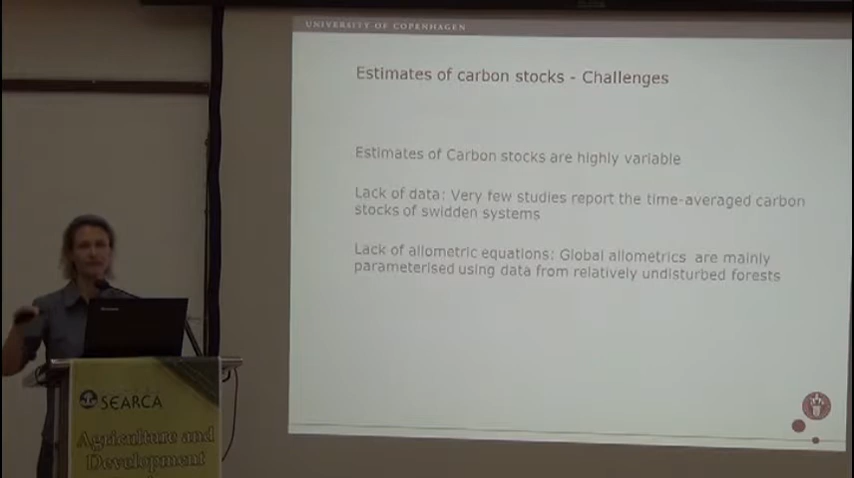 UNIVERSITY OF COPENHAGEN
Estimates of carbon stocks - Challenges
Estimates of Carbon stocks are highly variable
Lack of data: Very few studies report the time-averaged carbon
stocks of swidden systems
Lack of allometric equations: Global allometrics are mainly
parameterised using data from relatively undisturbed forests
SEARCA
Agriculture and
Development